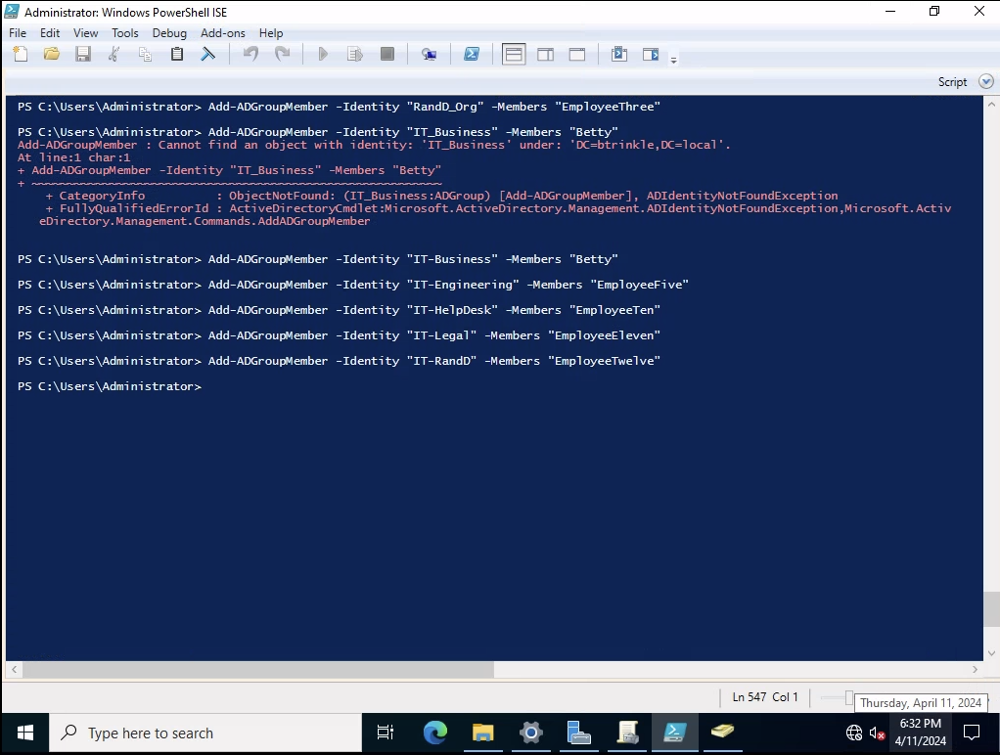 Administrator: Windows PowerShell ISE
File Edit View Tools Debug Add-ons Help
Script
PS C:\Users\Administrator> Add-ADGroupMember -Identity "RandD_Org" -Members "EmployeeThree"
PS C:\Users\Administrator> Add-ADGroupMember -Identity "IT_Business" -Members "Betty"
Add-ADGroupMember : Cannot find an object with identity: 'IT_Business' under: 'DC=btrinkle,DC=local'.
At line:1 char:1
+ Add-ADGroupMember -Identity "IT_Business" -Members "Betty"
+ ~~~~~~~~~~~~~~~~~~~~~~~~~~~~~~~~~~~~~~~~~~~~~~~~~~~~~~~~~~
+ CategoryInfo : ObjectNotFound: (IT_Business:ADGroup) [Add-ADGroupMember], ADIdentityNotFoundException
+ FullyQualifiedErrorId : ActiveDirectoryCmdlet:Microsoft.ActiveDirectory.Management.ADIdentityNotFoundException,Microsoft.Activ
eDirectory.Management.Commands.AddADGroupMember
PS C:\Users\Administrator> Add-ADGroupMember -Identity "IT-Business" -Members "Betty"
PS C:\Users\Administrator> Add-ADGroupMember -Identity "IT-Engineering" -Members "EmployeeFive"
PS C:\Users\Administrator> Add-ADGroupMember -Identity "IT-HelpDesk" -Members "EmployeeTen"
PS C:\Users\Administrator> Add-ADGroupMember -Identity "IT-Legal" -Members "EmployeeEleven"
PS C:\Users\Administrator> Add-ADGroupMember -Identity "IT-RandD" -Members "EmployeeTwelve"
PS C:\Users\Administrator>
Ln 547 Col 1
Thursday, April 11, 2024
Type here to search
6:32 PM
4/11/2024